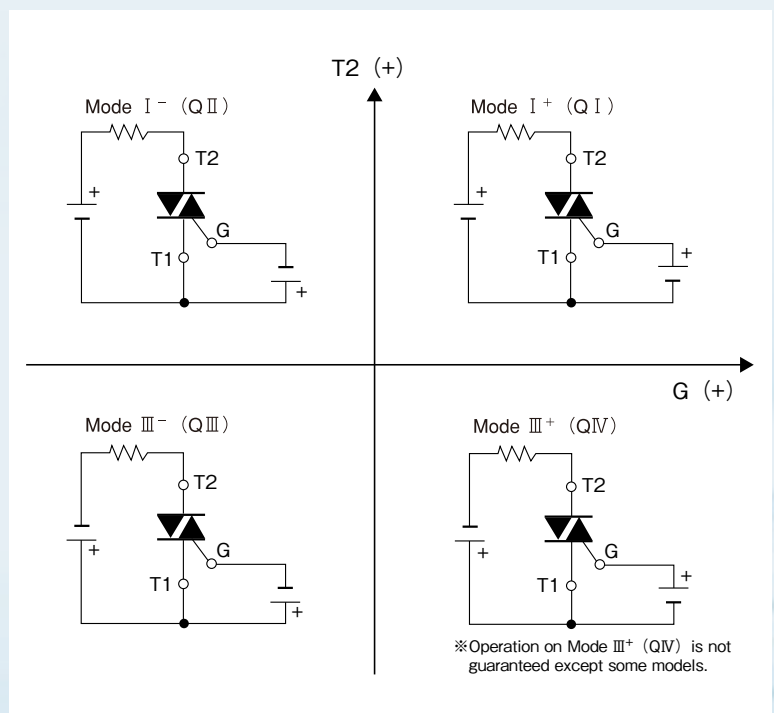 T2 (+)
Mode Ⅰ⁻ (QⅡ)
T2
+
G
T1
+
Mode Ⅰ⁺ (QⅠ)
T2
+
G
T1
+
G (+)
Mode Ⅲ⁻ (QⅢ)
T2
+
G
T1
+
Mode Ⅲ⁺ (QⅣ)
T2
+
G
T1
+
※Operation on Mode Ⅲ⁺ (QⅣ) is not
guaranteed except some models.